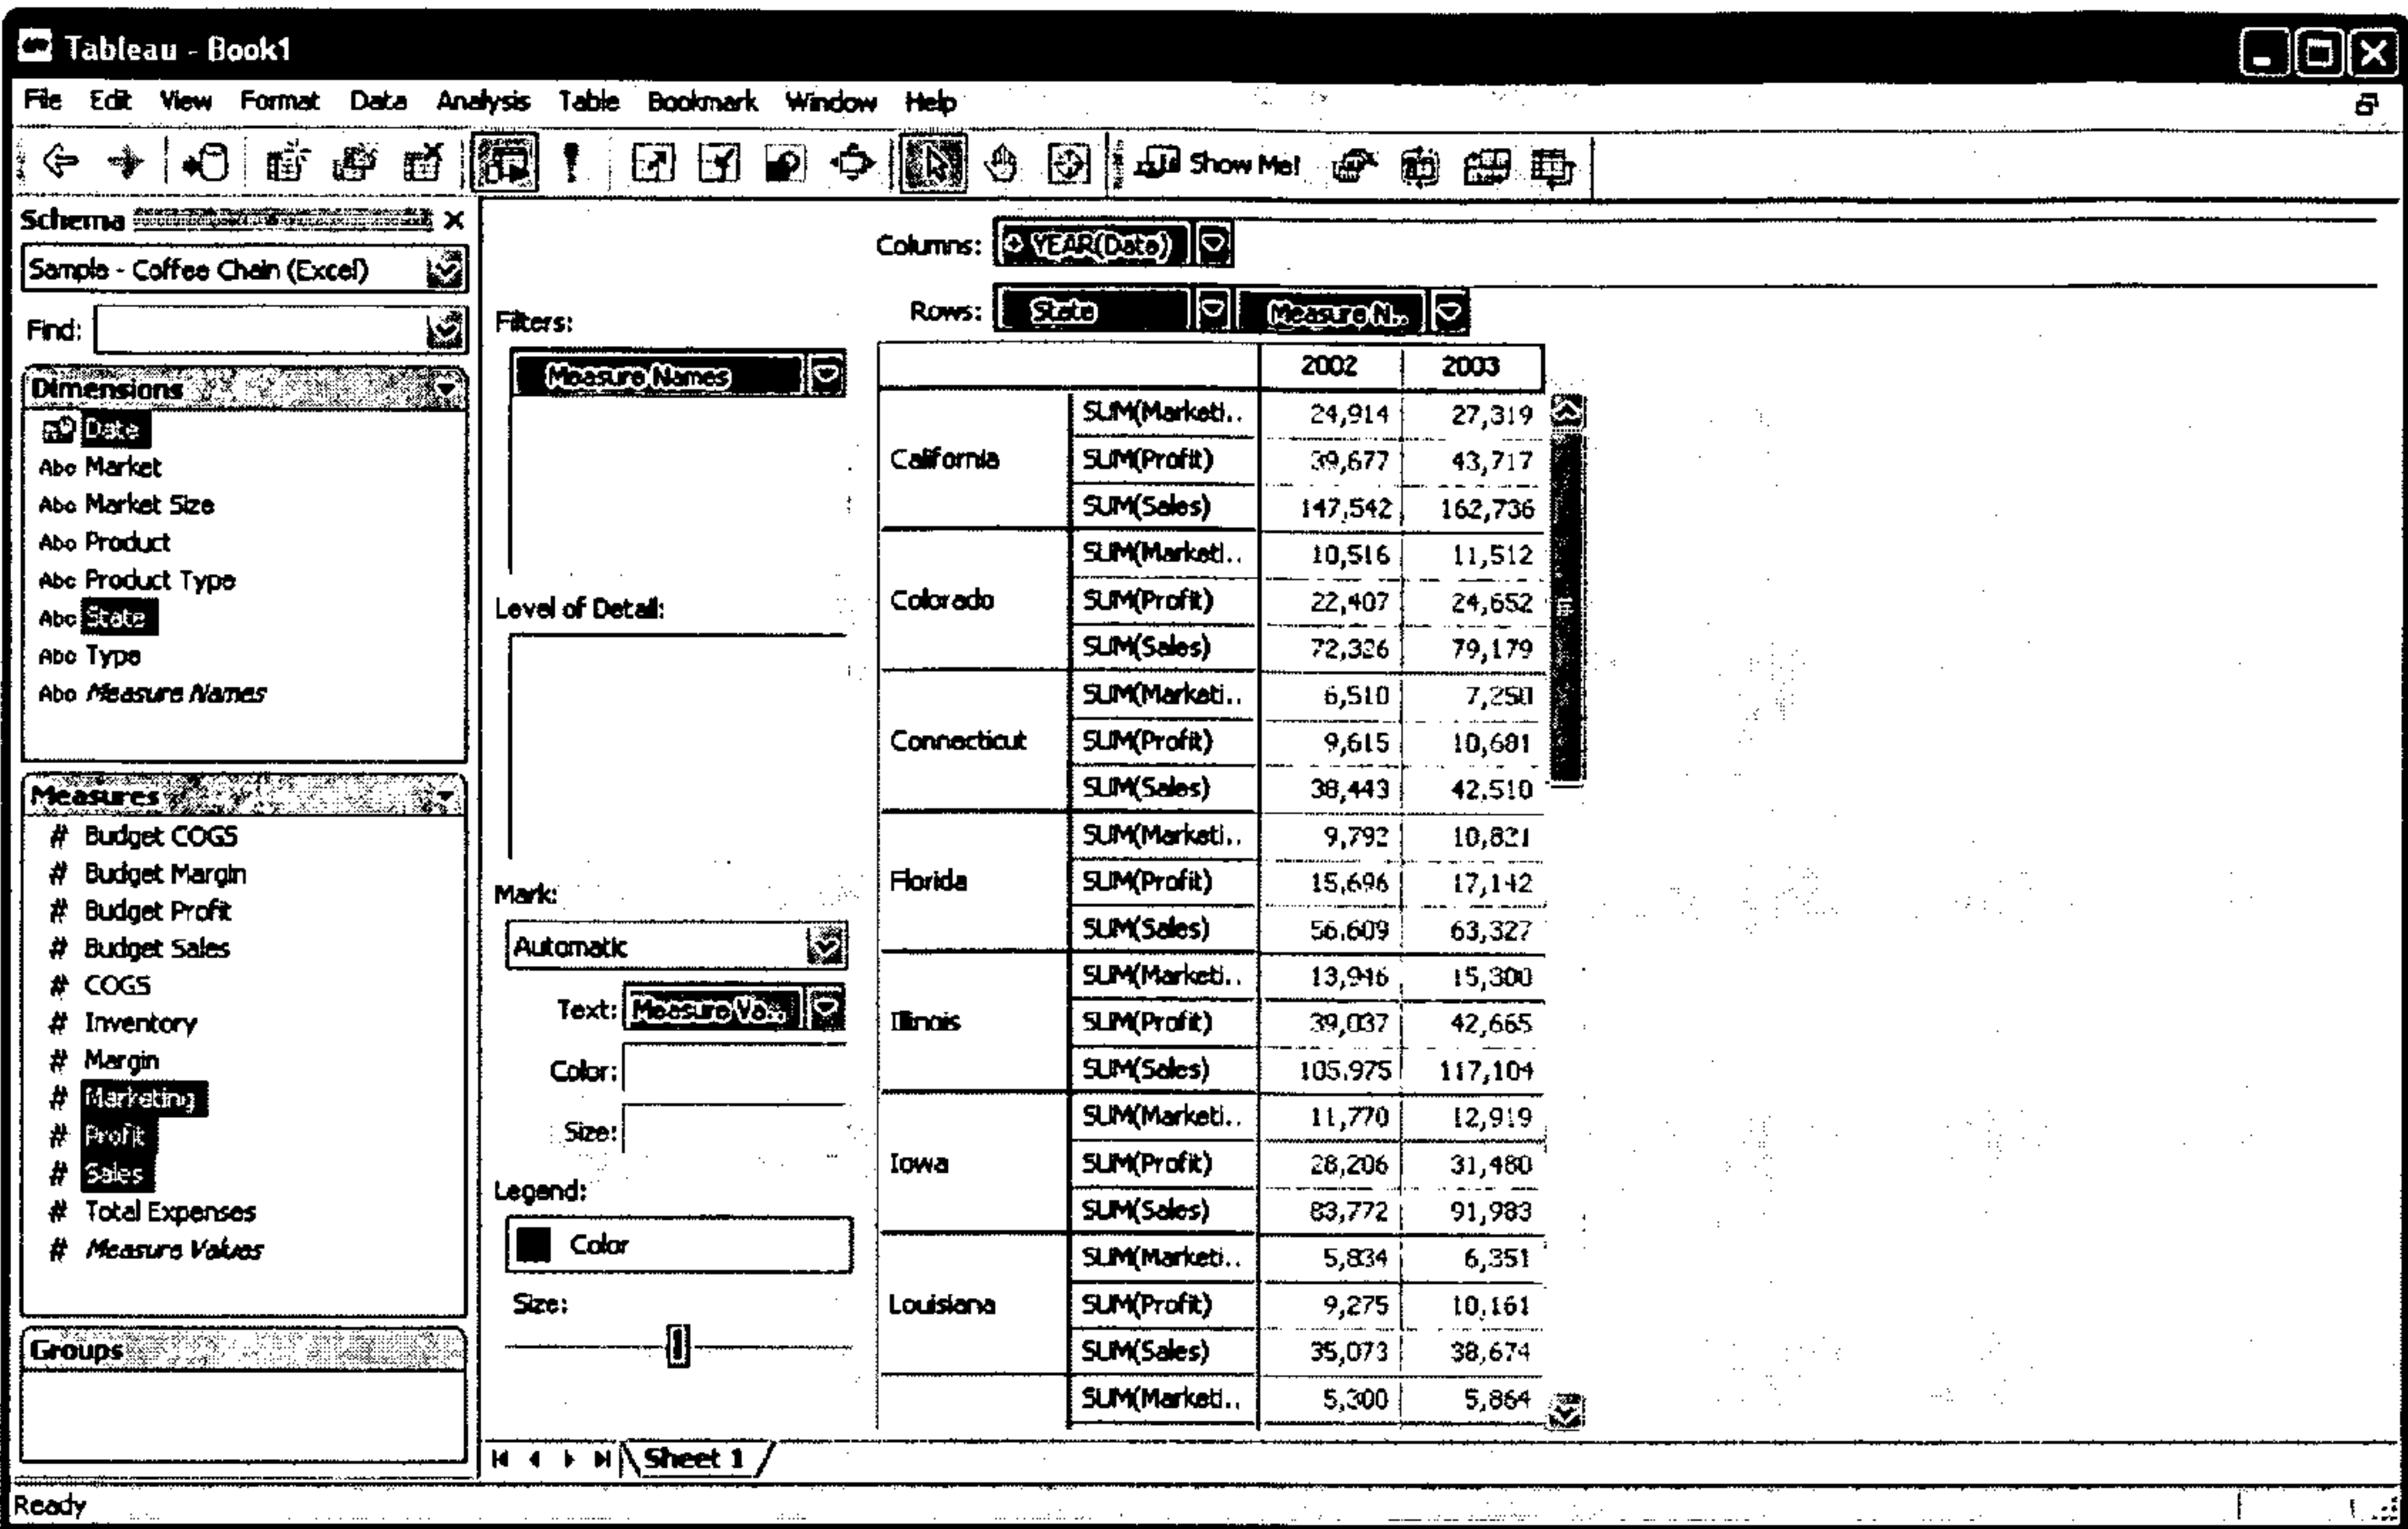 Tableau - Book1
File Edit View Format Data Analysis Table Bookmark Window Help
Show Me!
Schema
Sample - Coffee Chain (Excel)
Find:
Dimensions
Date
Abc Market
Abc Market Size
Abc Product
Abc Product Type
Abc State
Abc Type
Abc Measure Names
Measures
# Budget COGS
# Budget Margin
# Budget Profit
# Budget Sales
# COGS
# Inventory
# Margin
# Marketing
# Profit
# Sales
# Total Expenses
# Measure Values
Groups
Filters:
Measure Names
Level of Detail:
Mark:
Automatic
Text: Measure Va..
Color:
Size:
Legend:
Color
Size:
Columns: YEAR(Date)
Rows: State Measure N..
2002 2003
California
SUM(Marketi.. 24,914 27,319
SUM(Profit) 39,677 43,717
SUM(Sales) 147,542 162,736
Colorado
SUM(Marketi.. 10,516 11,512
SUM(Profit) 22,407 24,652
SUM(Sales) 72,326 79,179
Connecticut
SUM(Marketi.. 6,510 7,250
SUM(Profit) 9,615 10,681
SUM(Sales) 38,443 42,510
Florida
SUM(Marketi.. 9,792 10,821
SUM(Profit) 15,696 17,142
SUM(Sales) 56,609 63,327
Illinois
SUM(Marketi.. 13,946 15,300
SUM(Profit) 39,037 42,665
SUM(Sales) 105,975 117,104
Iowa
SUM(Marketi.. 11,770 12,919
SUM(Profit) 28,206 31,480
SUM(Sales) 83,772 91,983
Louisiana
SUM(Marketi.. 5,834 6,351
SUM(Profit) 9,275 10,161
SUM(Sales) 35,073 38,674
SUM(Marketi.. 5,300 5,864
Sheet 1
Ready